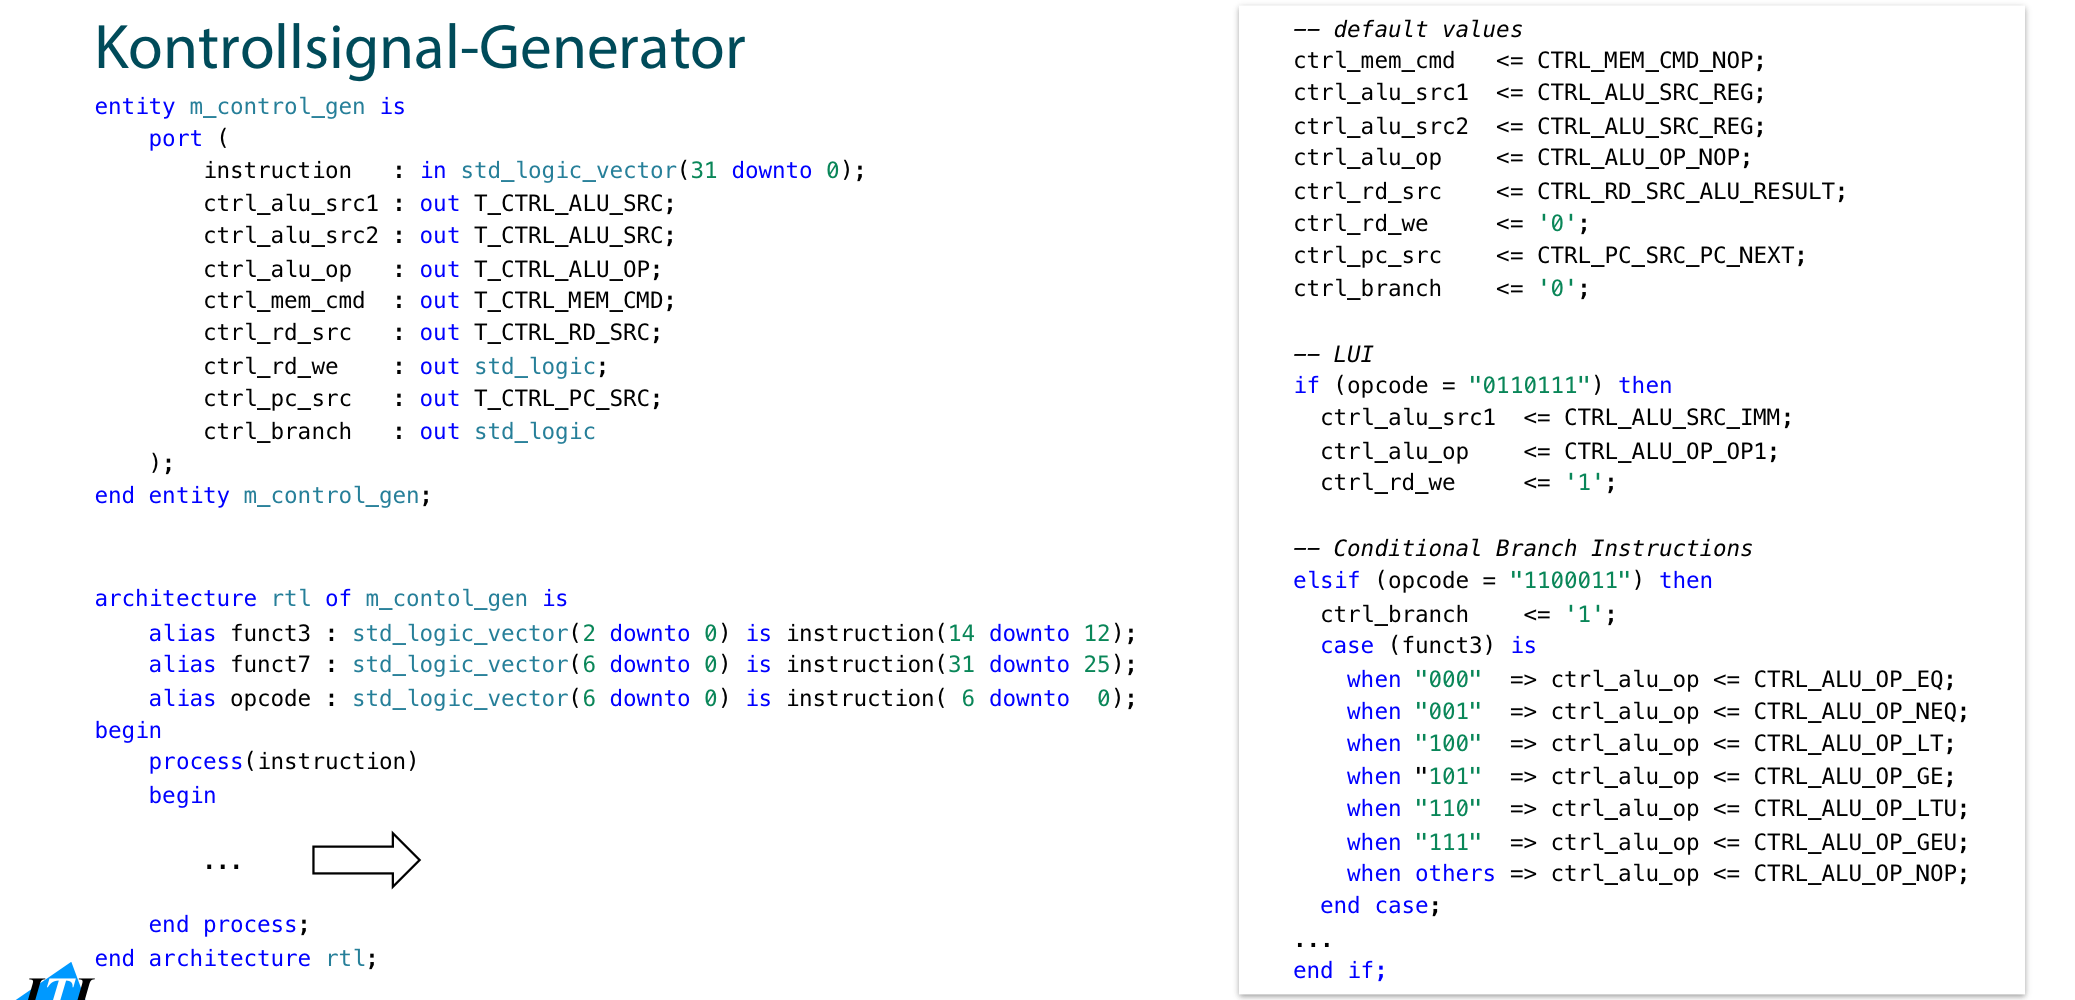 Kontrollsignal-Generator
entity m_control_gen is
    port (
        instruction   : in std_logic_vector(31 downto 0);
        ctrl_alu_src1 : out T_CTRL_ALU_SRC;
        ctrl_alu_src2 : out T_CTRL_ALU_SRC;
        ctrl_alu_op   : out T_CTRL_ALU_OP;
        ctrl_mem_cmd  : out T_CTRL_MEM_CMD;
        ctrl_rd_src   : out T_CTRL_RD_SRC;
        ctrl_rd_we    : out std_logic;
        ctrl_pc_src   : out T_CTRL_PC_SRC;
        ctrl_branch   : out std_logic
    );
end entity m_control_gen;
architecture rtl of m_contol_gen is
    alias funct3 : std_logic_vector(2 downto 0) is instruction(14 downto 12);
    alias funct7 : std_logic_vector(6 downto 0) is instruction(31 downto 25);
    alias opcode : std_logic_vector(6 downto 0) is instruction( 6 downto  0);
begin
    process(instruction)
    begin
        ...
    end process;
end architecture rtl;
ITI
-- default values
ctrl_mem_cmd   <= CTRL_MEM_CMD_NOP;
ctrl_alu_src1  <= CTRL_ALU_SRC_REG;
ctrl_alu_src2  <= CTRL_ALU_SRC_REG;
ctrl_alu_op    <= CTRL_ALU_OP_NOP;
ctrl_rd_src    <= CTRL_RD_SRC_ALU_RESULT;
ctrl_rd_we     <= '0';
ctrl_pc_src    <= CTRL_PC_SRC_PC_NEXT;
ctrl_branch    <= '0';
-- LUI
if (opcode = "0110111") then
  ctrl_alu_src1  <= CTRL_ALU_SRC_IMM;
  ctrl_alu_op    <= CTRL_ALU_OP_OP1;
  ctrl_rd_we     <= '1';
-- Conditional Branch Instructions
elsif (opcode = "1100011") then
  ctrl_branch    <= '1';
  case (funct3) is
    when "000"  => ctrl_alu_op <= CTRL_ALU_OP_EQ;
    when "001"  => ctrl_alu_op <= CTRL_ALU_OP_NEQ;
    when "100"  => ctrl_alu_op <= CTRL_ALU_OP_LT;
    when "101"  => ctrl_alu_op <= CTRL_ALU_OP_GE;
    when "110"  => ctrl_alu_op <= CTRL_ALU_OP_LTU;
    when "111"  => ctrl_alu_op <= CTRL_ALU_OP_GEU;
    when others => ctrl_alu_op <= CTRL_ALU_OP_NOP;
  end case;
...
end if;